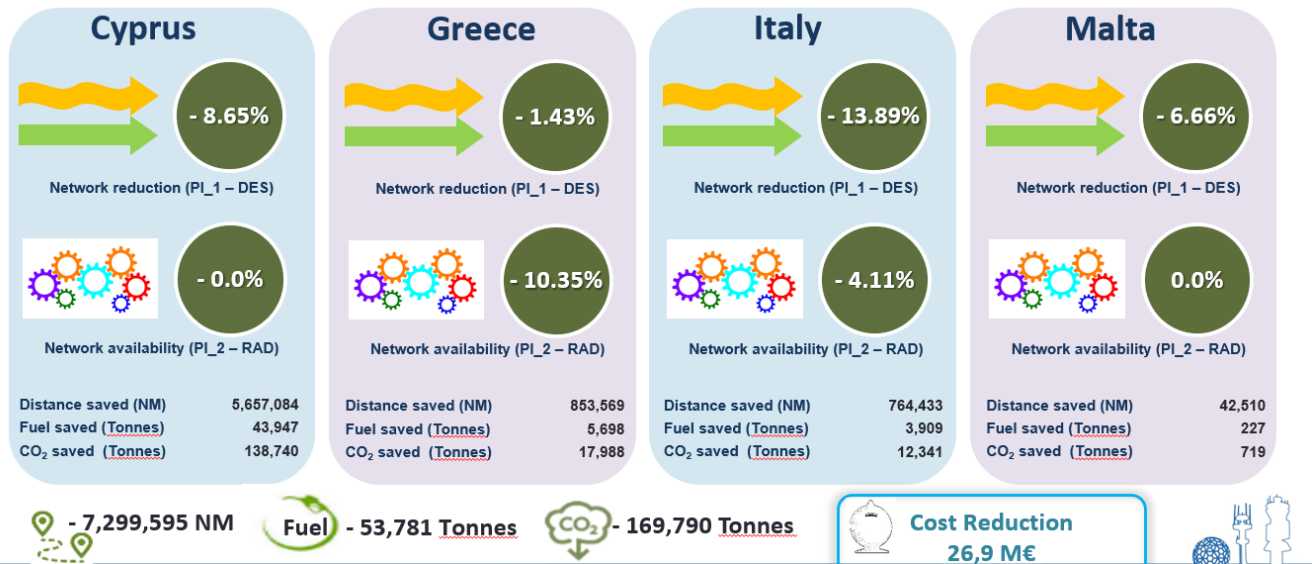 Cyprus
- 8.65%
Network reduction (PI_1 – DES)
- 0.0%
Network availability (PI_2 – RAD)
Distance saved (NM) 5,657,084
Fuel saved (Tonnes) 43,947
CO₂ saved (Tonnes) 138,740
Greece
- 1.43%
Network reduction (PI_1 – DES)
- 10.35%
Network availability (PI_2 – RAD)
Distance saved (NM) 853,569
Fuel saved (Tonnes) 5,698
CO₂ saved (Tonnes) 17,988
Italy
- 13.89%
Network reduction (PI_1 – DES)
- 4.11%
Network availability (PI_2 – RAD)
Distance saved (NM) 764,433
Fuel saved (Tonnes) 3,909
CO₂ saved (Tonnes) 12,341
Malta
- 6.66%
Network reduction (PI_1 – DES)
0.0%
Network availability (PI_2 – RAD)
Distance saved (NM) 42,510
Fuel saved (Tonnes) 227
CO₂ saved (Tonnes) 719
- 7,299,595 NM
Fuel - 53,781 Tonnes
CO₂ - 169,790 Tonnes
Cost Reduction
26,9 M€